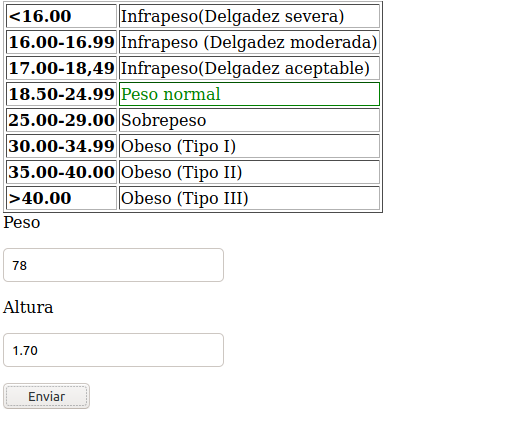 <16.00 Infrapeso(Delgadez severa)
16.00-16.99 Infrapeso (Delgadez moderada)
17.00-18,49 Infrapeso(Delgadez aceptable)
18.50-24.99 Peso normal
25.00-29.00 Sobrepeso
30.00-34.99 Obeso (Tipo I)
35.00-40.00 Obeso (Tipo II)
>40.00 Obeso (Tipo III)
Peso
78
Altura
1.70
Enviar